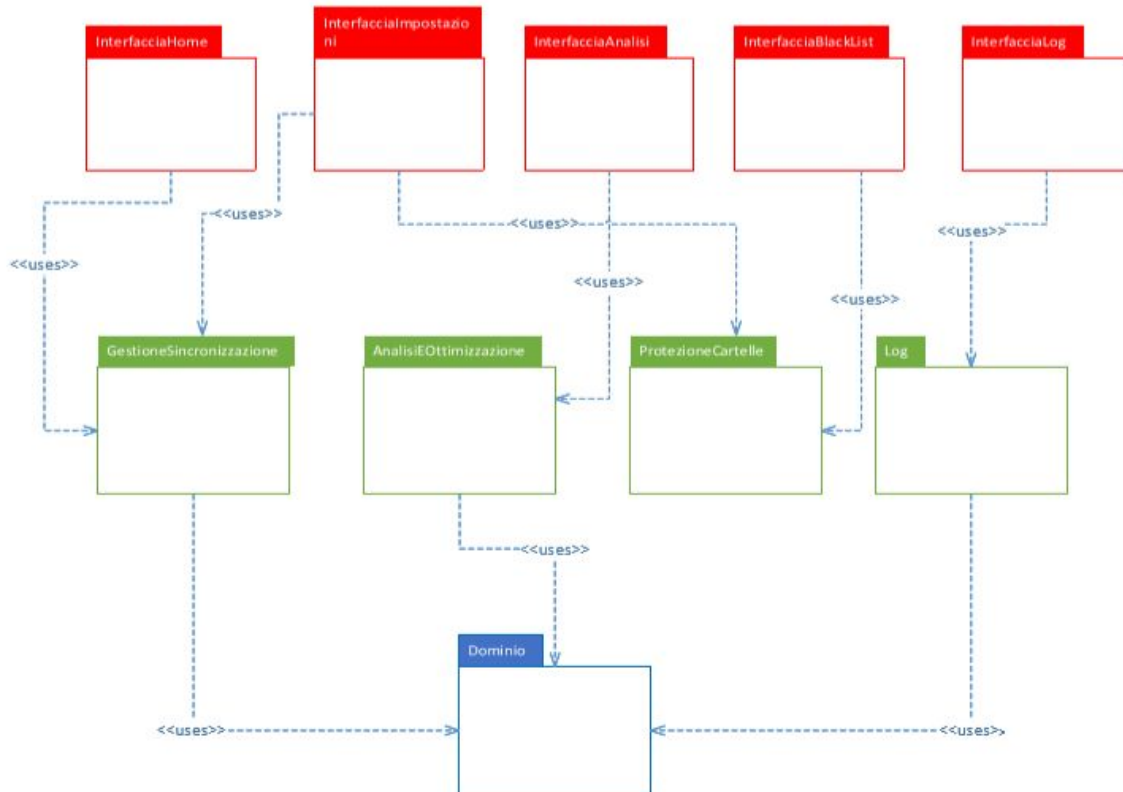 InterfacciaHome
InterfacciaImpostazio
ni
InterfacciaAnalisi
InterfacciaBlackList
InterfacciaLog
<<uses>>
<<uses>>
<<uses>>
<<uses>>
<<uses>>
<<uses>>
GestioneSincronizzazione
AnalisiEOttimizzazione
ProtezioneCartelle
Log
<<uses>>
Dominio
<<uses>>
<<uses>>